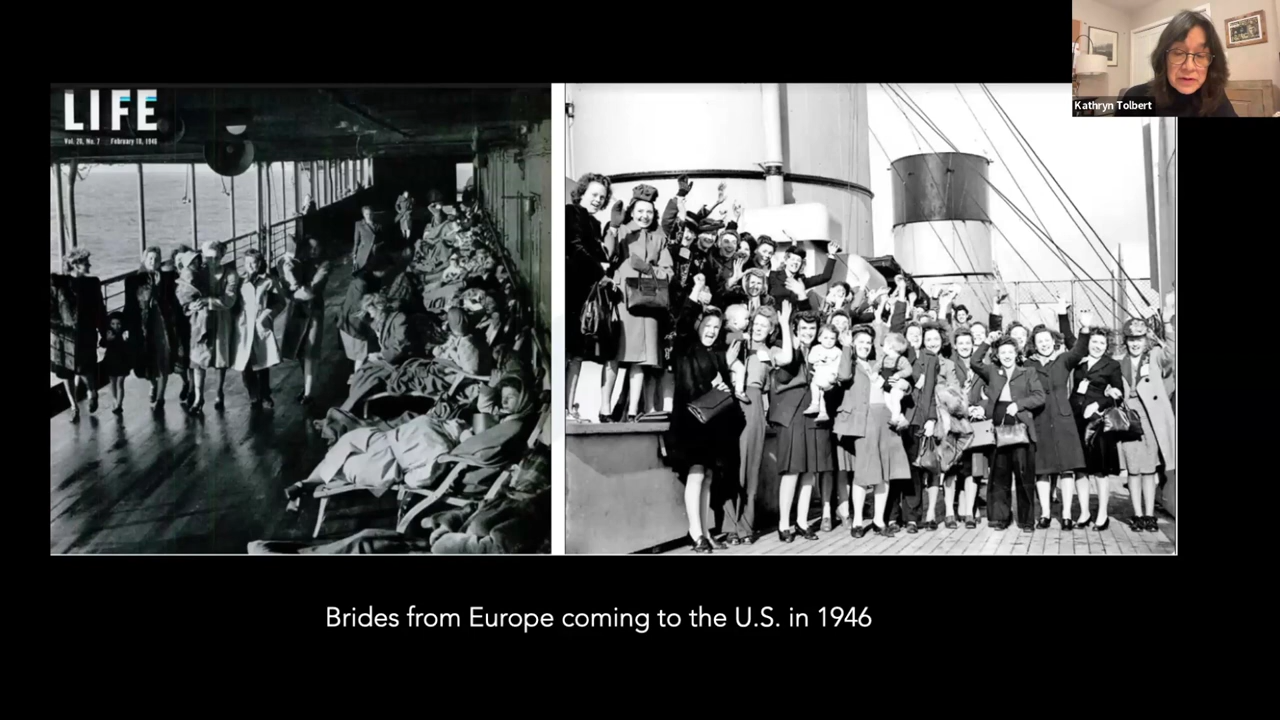 LIFE
Vol. 20, No. 7 February 18, 1946
Kathryn Tolbert
Brides from Europe coming to the U.S. in 1946